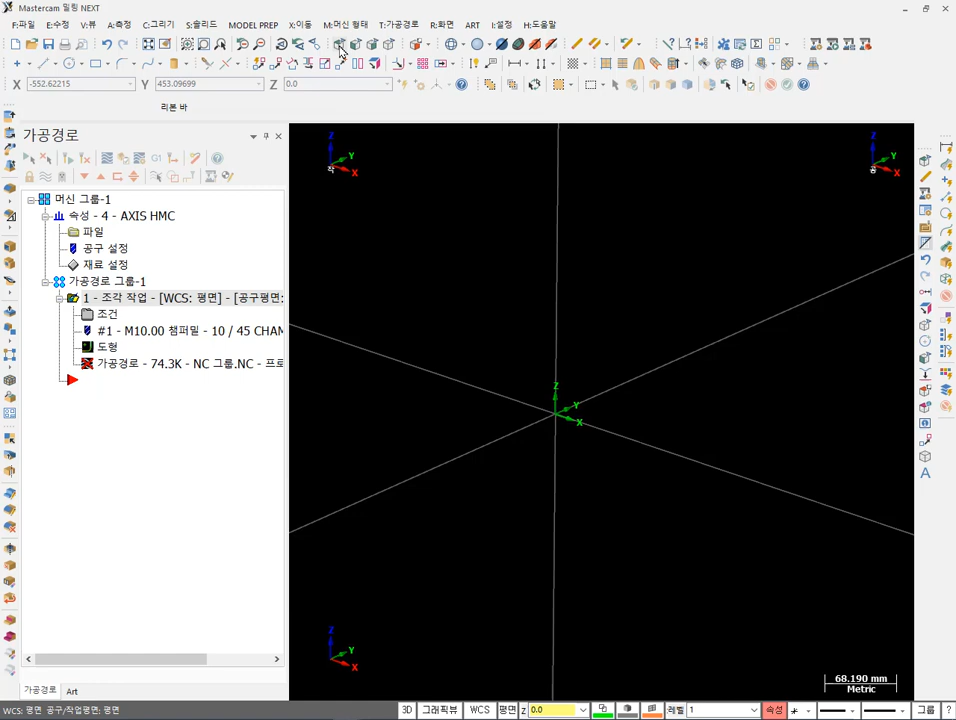 Mastercam 밀링 NEXT
F:파일 E:수정 V:뷰 A:측정 C:그리기 S:솔리드 MODEL PREP X:이동 M:머신 형태 T:가공경로 R:화면 ART I:설정 H:도움말
X -552.62215 Y 453.09699 Z 0.0
리본 바
가공경로
G1
머신 그룹-1
속성 - 4 - AXIS HMC
파일
공구 설정
재료 설정
가공경로 그룹-1
1 - 조각 작업 - [WCS: 평면] - [공구평면:
조건
#1 - M10.00 챔퍼밀 - 10 / 45 CHAN
도형
가공경로 - 74.3K - NC 그룹.NC - 프로
Z
Y
X
Z
Y
X
Z
Y
X
Z
Y
X
68.190 mm
Metric
가공경로 Art
WCS: 평면 공구/작업평면: 평면 3D 그래픽뷰 WCS 평면 Z 0.0 레벨 1 속성 그룹 ?